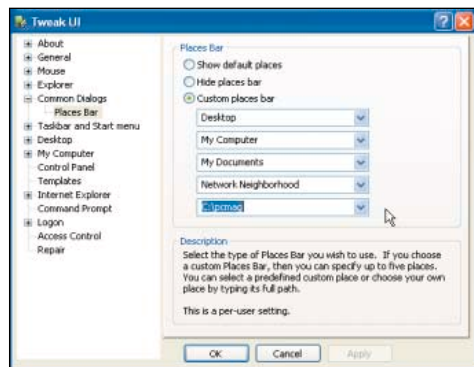 Tweak UI
About
General
Mouse
Explorer
Common Dialogs
Places Bar
Taskbar and Start menu
Desktop
My Computer
Control Panel
Templates
Internet Explorer
Command Prompt
Logon
Access Control
Repair
Places Bar
Show default places
Hide places bar
Custom places bar
Desktop
My Computer
My Documents
Network Neighborhood
C:\pcmag
Description
Select the type of Places Bar you wish to use. If you choose
a custom Places Bar, then you can specify up to five places.
You can select a predefined custom place or choose your own
place by typing its full path.
This is a per-user setting.
OK
Cancel
Apply